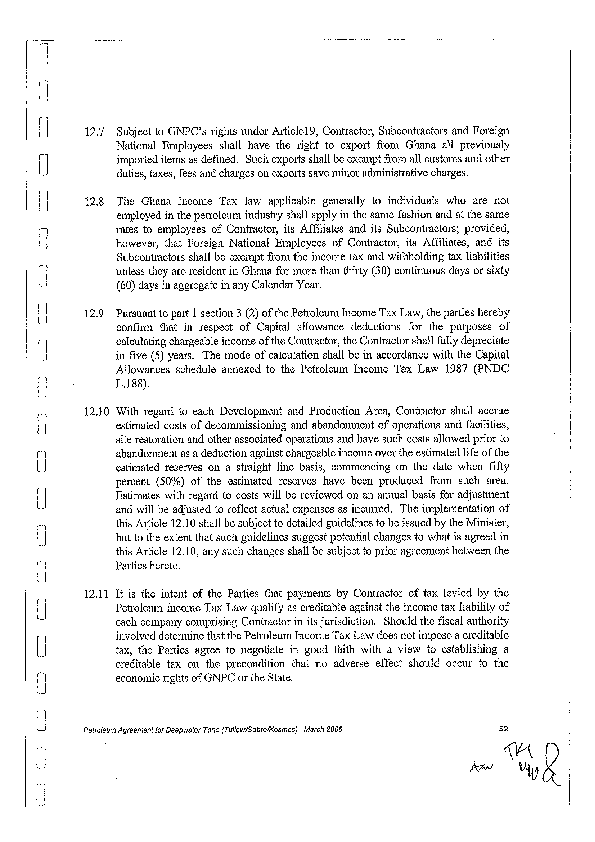 12.7 Subject to GNPC's rights under Article19, Contractor, Subcontractors and Foreign
National Employees shall have the right to export from Ghana all previously
imported items as defined. Such exports shall be exempt from all customs and other
duties, taxes, fees and charges on exports save minor administrative charges.
12.8 The Ghana Income Tax law applicable generally to individuals who are not
employed in the petroleum industry shall apply in the same fashion and at the same
rates to employees of Contractor, its Affiliates and its Subcontractors; provided,
however, that Foreign National Employees of Contractor, its Affiliates, and its
Subcontractors shall be exempt from the income tax and withholding tax liabilities
unless they are resident in Ghana for more than thirty (30) continuous days or sixty
(60) days in aggregate in any Calendar Year.
12.9 Pursuant to part 1 section 3 (2) of the Petroleum Income Tax Law, the parties hereby
confirm that in respect of Capital allowance deductions for the purposes of
calculating chargeable income of the Contractor, the Contractor shall fully depreciate
in five (5) years. The mode of calculation shall be in accordance with the Capital
Allowances schedule annexed to the Petroleum Income Tax Law 1987 (PNDC
L.188).
12.10 With regard to each Development and Production Area, Contractor shall accrue
estimated costs of decommissioning and abandonment of operations and facilities,
site restoration and other associated operations and have such costs allowed prior to
abandonment as a deduction against chargeable income over the estimated life of the
estimated reserves on a straight line basis, commencing on the date when fifty
percent (50%) of the estimated reserves have been produced from such area.
Estimates with regard to costs will be reviewed on an annual basis for adjustment
and will be adjusted to reflect actual expenses as incurred. The implementation of
this Article 12.10 shall be subject to detailed guidelines to be issued by the Minister,
but to the extent that such guidelines suggest potential changes to what is agreed in
this Article 12.10, any such changes shall be subject to prior agreement between the
Parties hereto.
12.11 It is the intent of the Parties that payments by Contractor of tax levied by the
Petroleum income Tax Law qualify as creditable against the income tax liability of
each company comprising Contractor in its jurisdiction. Should the fiscal authority
involved determine that the Petroleum Income Tax Law does not impose a creditable
tax, the Parties agree to negotiate in good faith with a view to establishing a
creditable tax on the precondition that no adverse effect should occur to the
economic rights of GNPC or the State.
Petroleum Agreement for Deepwater Tano (Tullow/Sabre/Kosmos) March 2006 52